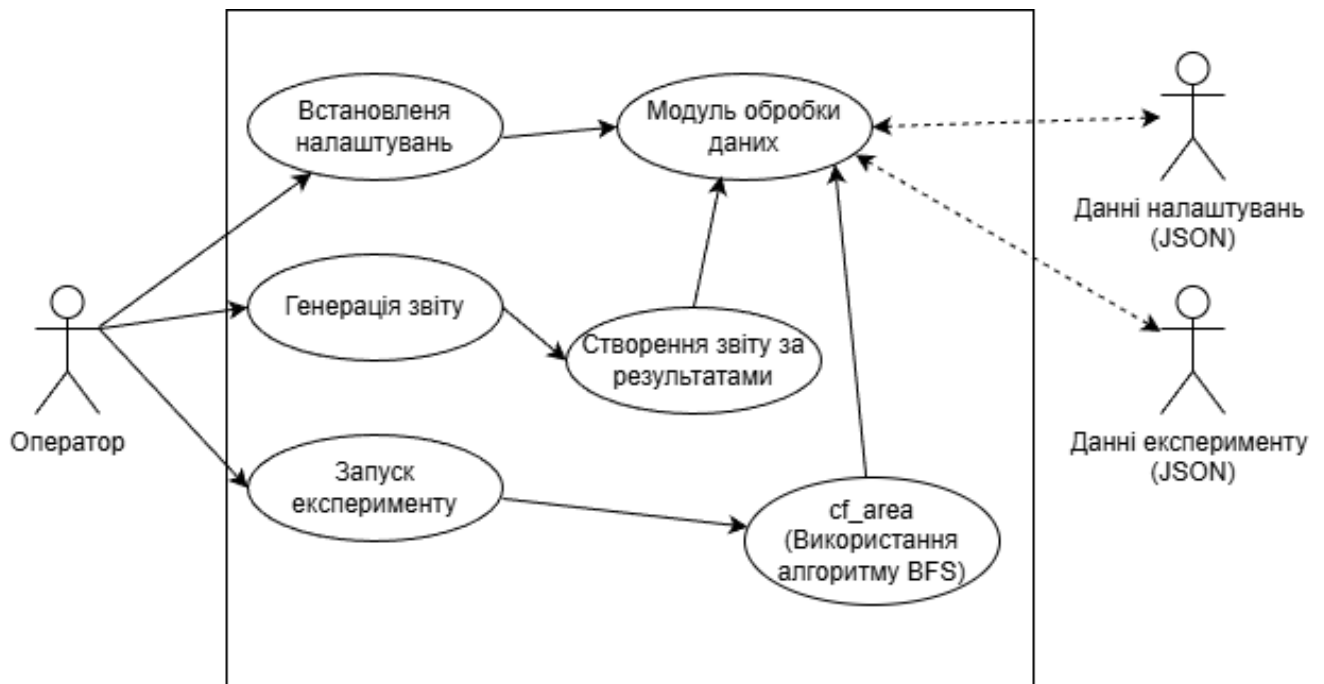 Встановленя
налаштувань
Модуль обробки
даних
Данні налаштувань
(JSON)
Генерація звіту
Створення звіту за
результатами
Оператор
Данні експерименту
(JSON)
Запуск
експерименту
cf_area
(Використання
алгоритму BFS)